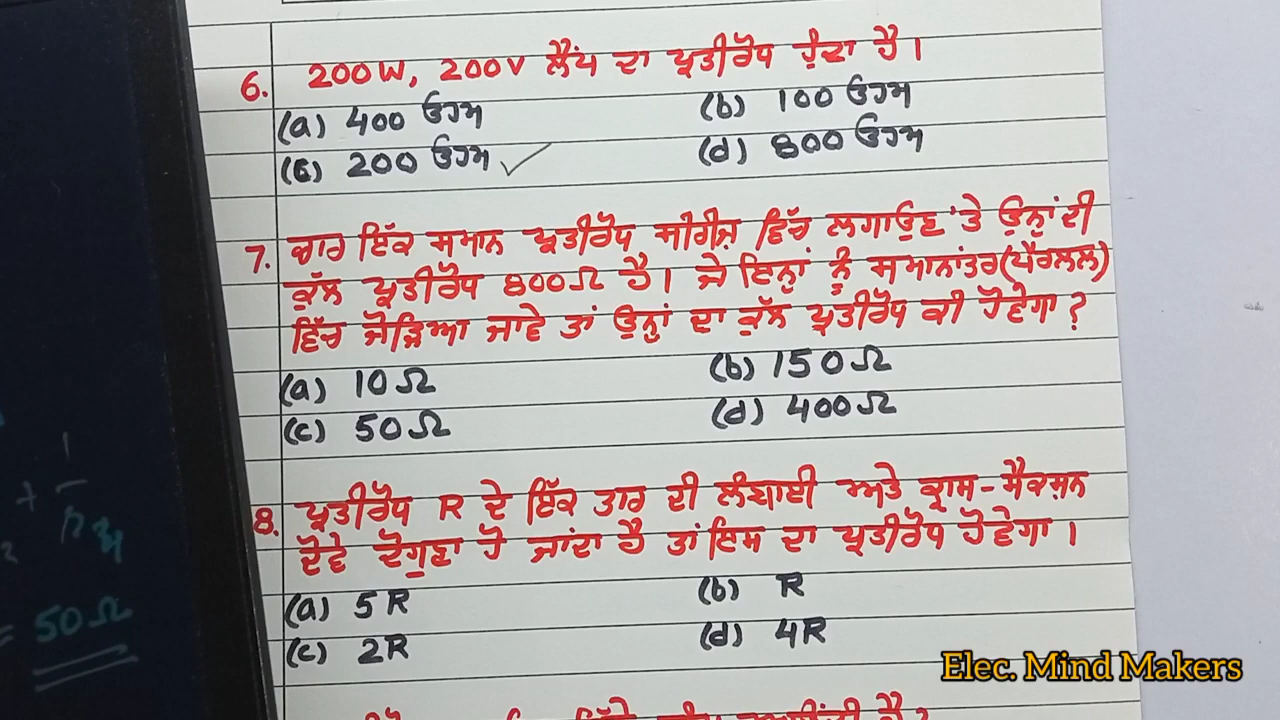 6. 200W, 200V ਲੈਂਪ ਦਾ ਪ੍ਰਤੀਰੋਧ ਹੁੰਦਾ ਹੈ।
(a) 400 ਓਹਮ (b) 100 ਓਹਮ
(c) 200 ਓਹਮ ✓ (d) 800 ਓਹਮ
7. ਚਾਰ ਇੱਕ ਸਮਾਨ ਪ੍ਰਤੀਰੋਧ ਸੀਰੀਜ਼ ਵਿੱਚ ਲਗਾਉਣ 'ਤੇ ਉਨ੍ਹਾਂ ਦੀ
ਕੁੱਲ ਪ੍ਰਤੀਰੋਧ 800Ω ਹੈ। ਜੇ ਇਨ੍ਹਾਂ ਨੂੰ ਸਮਾਨਾਂਤਰ(ਪੈਰਲਲ)
ਵਿੱਚ ਜੋੜਿਆ ਜਾਵੇ ਤਾਂ ਉਨ੍ਹਾਂ ਦਾ ਕੁੱਲ ਪ੍ਰਤੀਰੋਧ ਕੀ ਹੋਵੇਗਾ?
(a) 10Ω (b) 150Ω
(c) 50Ω (d) 400Ω
8. ਪ੍ਰਤੀਰੋਧ R ਦੇ ਇੱਕ ਤਾਰ ਦੀ ਲੰਬਾਈ ਅਤੇ ਕ੍ਰਾਸ-ਸੈਕਸ਼ਨ
ਦੋਵੇ ਦੋਗੁਣਾ ਹੋ ਜਾਂਦਾ ਹੈ ਤਾਂ ਇਸ ਦਾ ਪ੍ਰਤੀਰੋਧ ਹੋਵੇਗਾ।
(a) 5R (b) R
(c) 2R (d) 4R
= 50Ω
Elec. Mind Makers